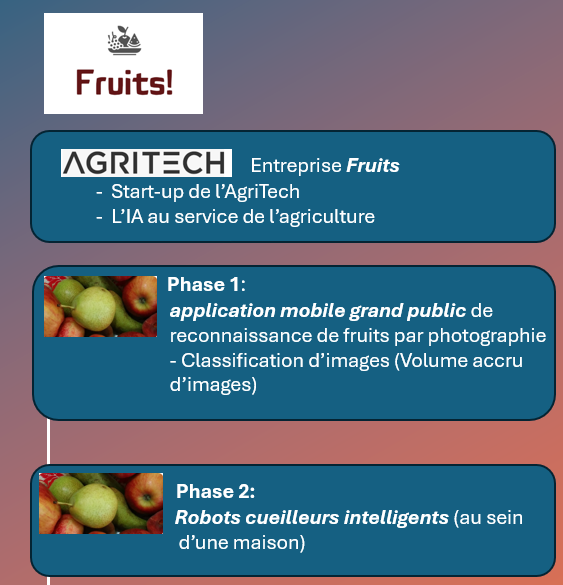 Fruits!
AGRITECH Entreprise Fruits
- Start-up de l’AgriTech
- L’IA au service de l’agriculture
Phase 1:
application mobile grand public de
reconnaissance de fruits par photographie
- Classification d’images (Volume accru
d’images)
Phase 2:
Robots cueilleurs intelligents (au sein
d’une maison)